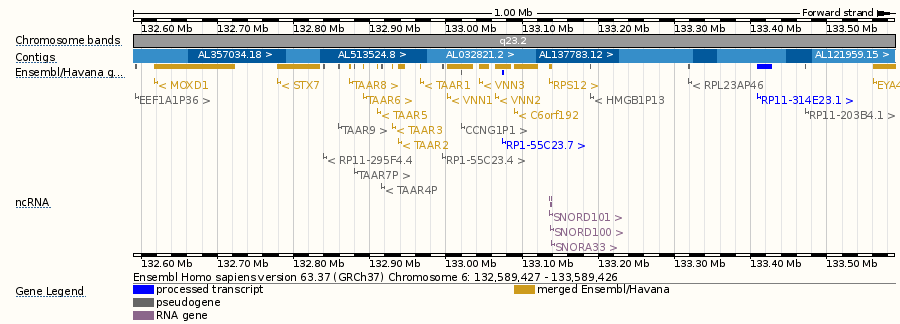 1.00 Mb Forward strand
132.60 Mb 132.70 Mb 132.80 Mb 132.90 Mb 133.00 Mb 133.10 Mb 133.20 Mb 133.30 Mb 133.40 Mb 133.50 Mb
Chromosome bands q23.2
Contigs AL357034.18 > AL513524.8 > AL032821.2 > AL137783.12 > AL121959.15 >
Ensembl/Havana g...
< MOXD1 < STX7 TAAR8 > < TAAR1 < VNN3 RPS12 > < RPL23AP46 < EYA4
EEF1A1P36 > TAAR6 > < VNN1 < VNN2 < HMGB1P13 RP11-314E23.1 >
< TAAR5 < C6orf192 RP11-203B4.1 >
TAAR9 > < TAAR3 CCNG1P1 >
< TAAR2 RP1-55C23.7 >
< RP11-295F4.4 RP1-55C23.4 >
TAAR7P >
< TAAR4P
ncRNA
SNORD101 >
SNORD100 >
SNORA33 >
132.60 Mb 132.70 Mb 132.80 Mb 132.90 Mb 133.00 Mb 133.10 Mb 133.20 Mb 133.30 Mb 133.40 Mb 133.50 Mb
Ensembl Homo sapiens version 63.37 (GRCh37) Chromosome 6: 132,589,427 - 133,589,426
Gene Legend processed transcript merged Ensembl/Havana
pseudogene
RNA gene